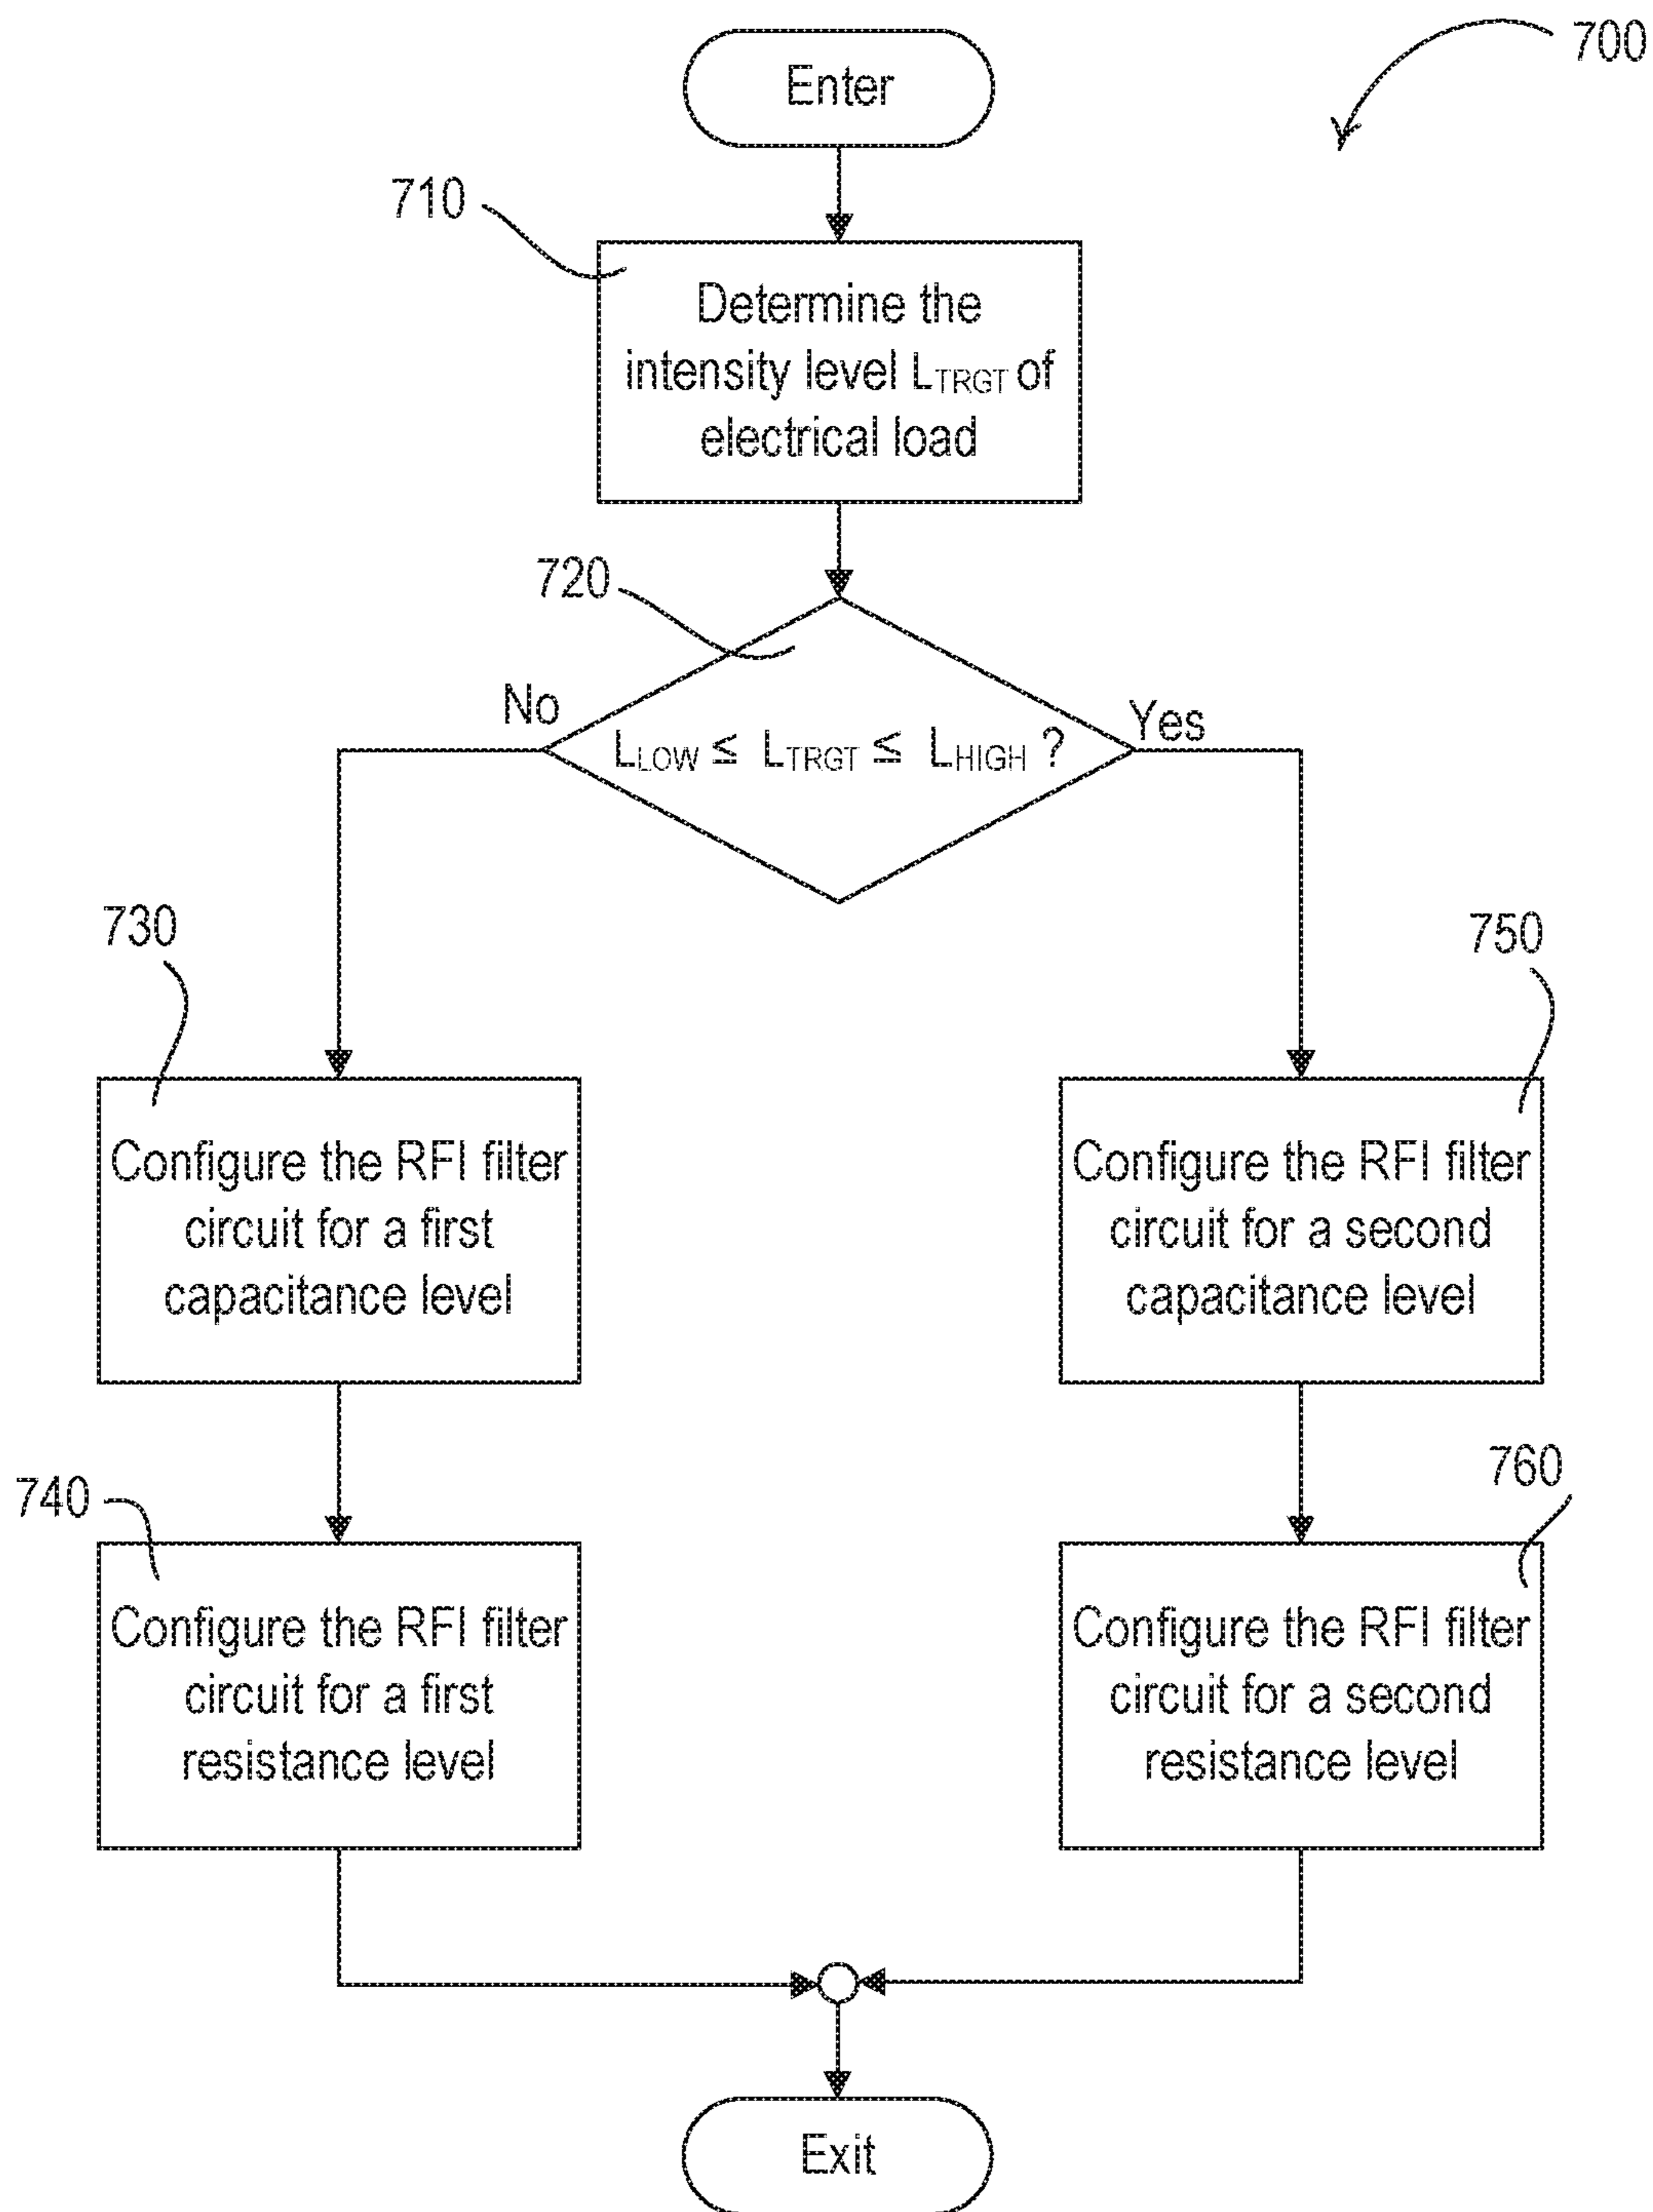 700
Enter
710
Determine the
intensity level LTRGT of
electrical load
720
No
Yes
LLOW ≤ LTRGT ≤ LHIGH ?
730
Configure the RFI filter
circuit for a first
capacitance level
740
Configure the RFI filter
circuit for a first
resistance level
750
Configure the RFI filter
circuit for a second
capacitance level
760
Configure the RFI filter
circuit for a second
resistance level
Exit